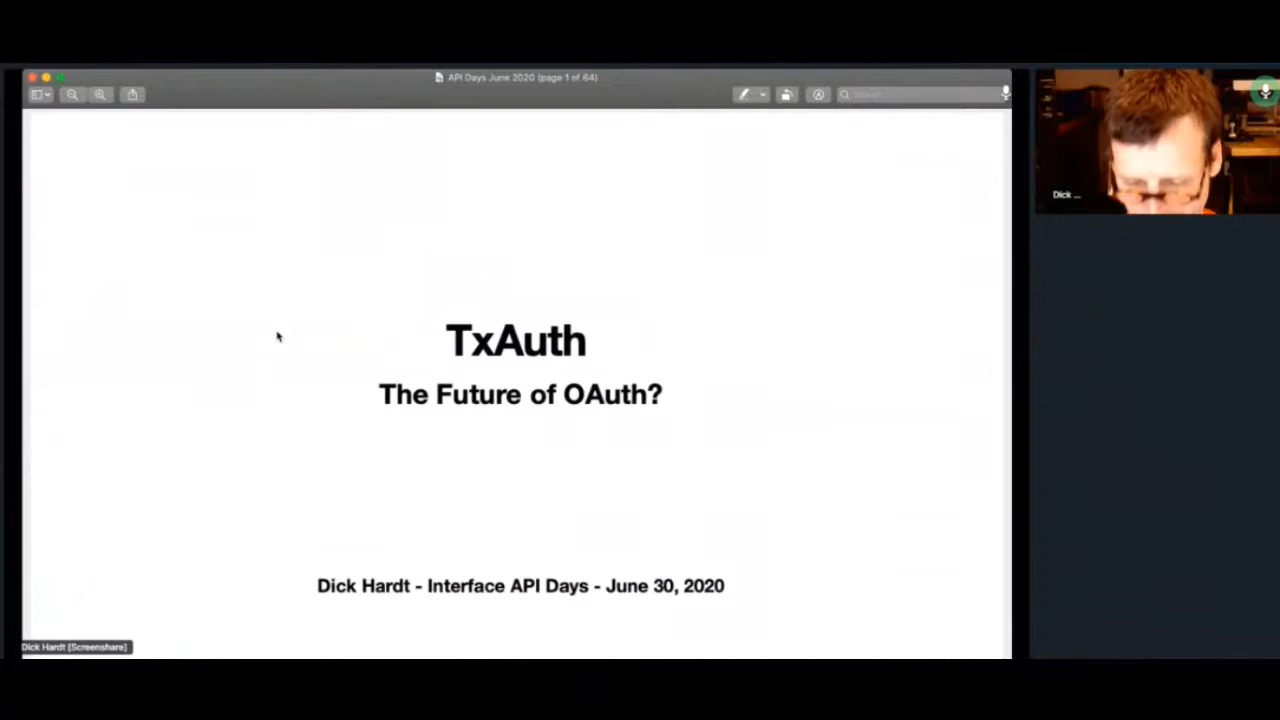 API Days June 2020 (page 1 of 64)
Dick ...
TxAuth
The Future of OAuth?
Dick Hardt - Interface API Days - June 30, 2020
Dick Hardt [Screenshare]